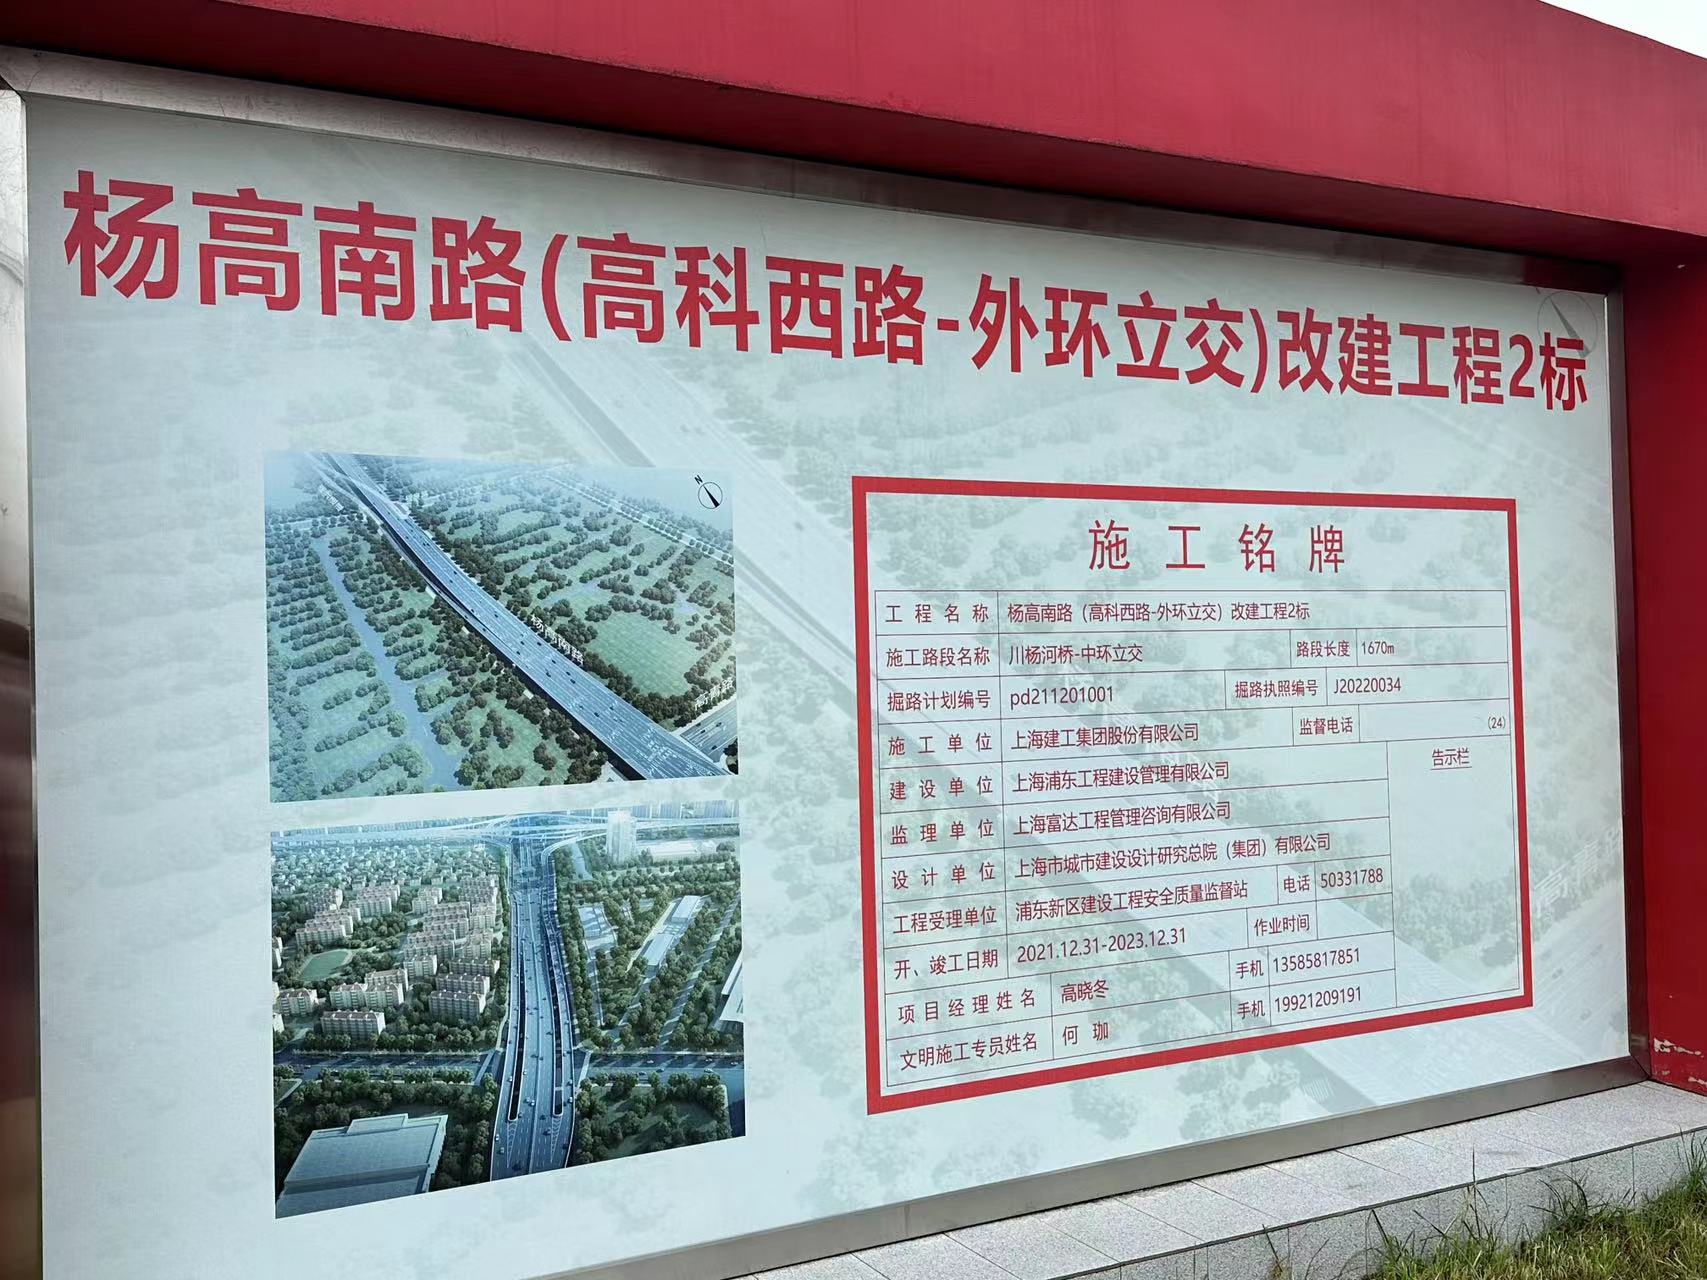 杨高南路(高科西路-外环立交)改建工程2标
N
杨高南路
高青路
施工铭牌
工程名称 杨高南路（高科西路-外环立交）改建工程2标
施工路段名称 川杨河桥-中环立交 路段长度 1670m
掘路计划编号 pd211201001 掘路执照编号 J20220034
施工单位 上海建工集团股份有限公司 监督电话 (24)
建设单位 上海浦东工程建设管理有限公司 告示栏
监理单位 上海富达工程管理咨询有限公司
设计单位 上海市城市建设设计研究总院（集团）有限公司
工程受理单位 浦东新区建设工程安全质量监督站 电话 50331788
开、竣工日期 2021.12.31-2023.12.31 作业时间
项目经理姓名 高晓冬 手机 13585817851
文明施工专员姓名 何珈 手机 19921209191